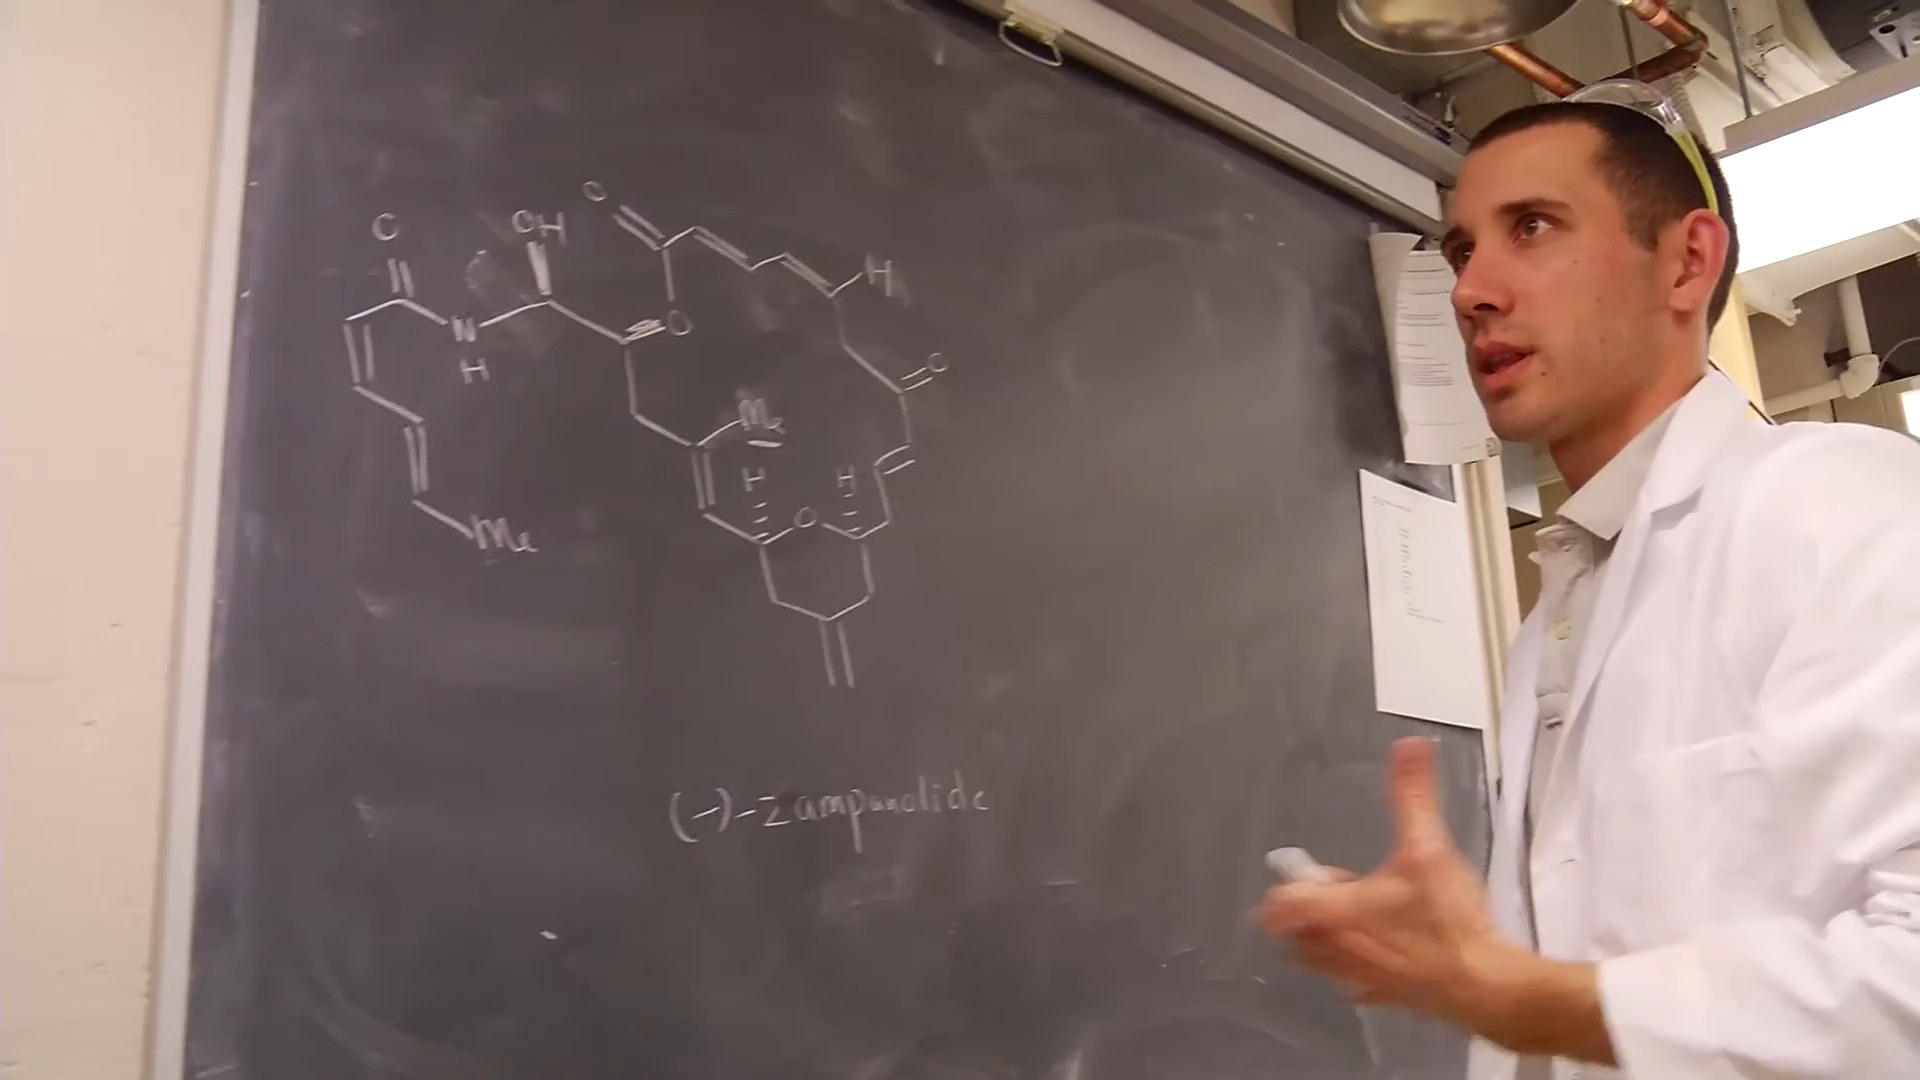 O
O OH
H
N O
H
O
Me
H H
O
Me
(-)-zampanolide